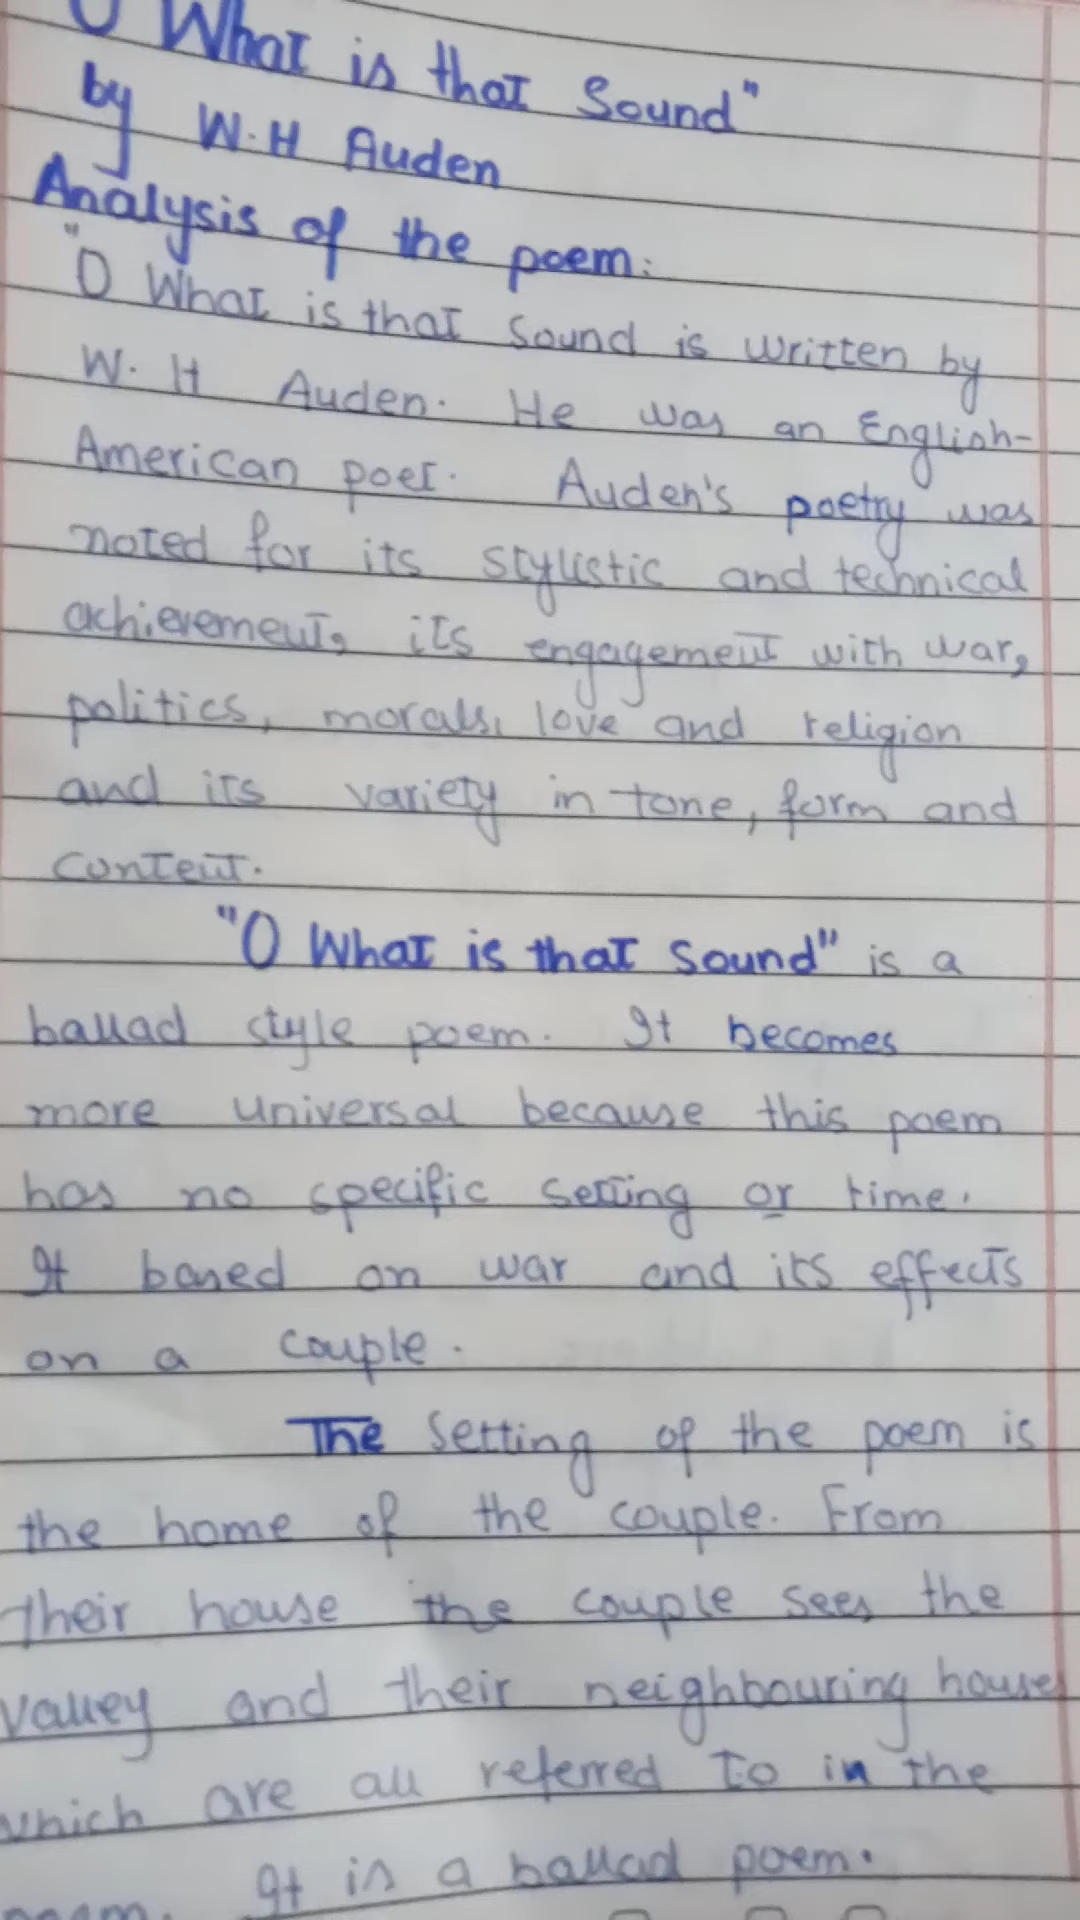 O What is that Sound"
by W.H Auden
Analysis of the poem:
"O What is that Sound is written by
W. H Auden. He was an English-
American poet. Auden's poetry was
noted for its stylistic and technical
achievement, its engagement with war,
politics, morals, love and religion
and its variety in tone, form and
content.
"O What is that Sound" is a
ballad style poem. It becomes
more universal because this poem
has no specific setting or time.
It based on war and its effects
on a couple.
The Setting of the poem is
the home of the couple. From
their house the couple sees the
valley and their neighbouring house
which are all referred to in the
poem. It is a ballad poem.